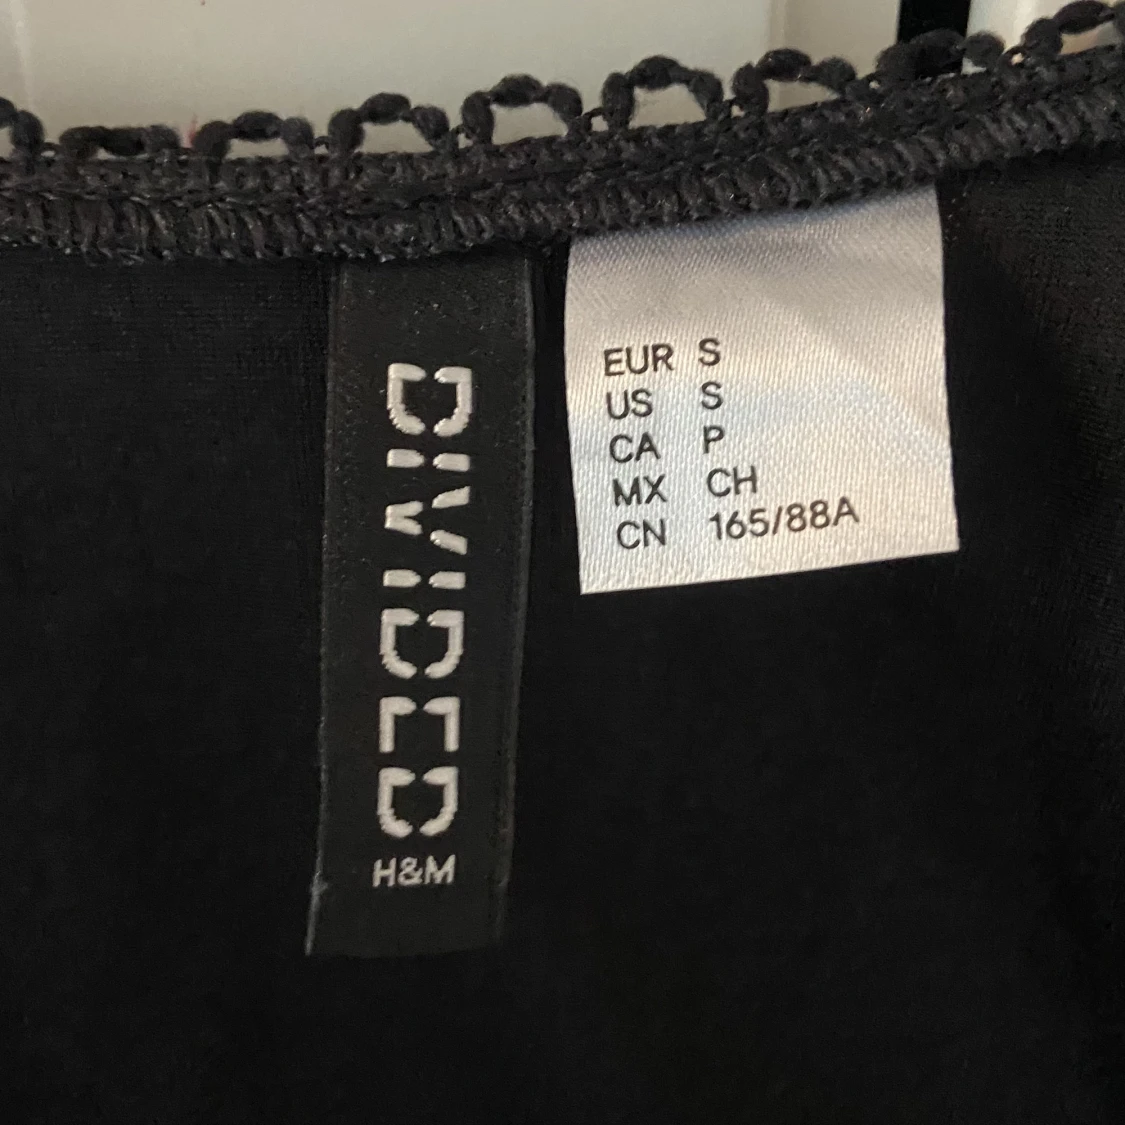 DIVIDED
H&M
EUR S
US S
CA P
MX CH
CN 165/88A